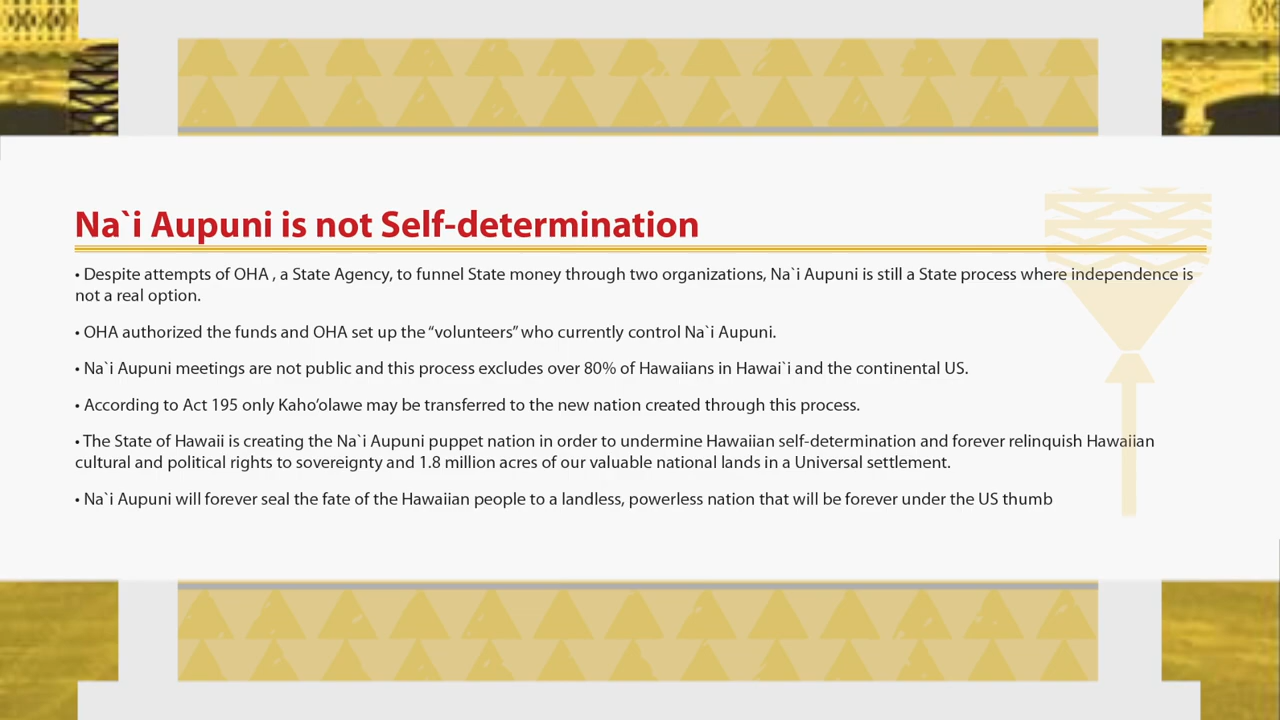 Na`i Aupuni is not Self-determination
• Despite attempts of OHA , a State Agency, to funnel State money through two organizations, Na`i Aupuni is still a State process where independence is
not a real option.
• OHA authorized the funds and OHA set up the “volunteers” who currently control Na`i Aupuni.
• Na`i Aupuni meetings are not public and this process excludes over 80% of Hawaiians in Hawai`i and the continental US.
• According to Act 195 only Kaho’olawe may be transferred to the new nation created through this process.
• The State of Hawaii is creating the Na`i Aupuni puppet nation in order to undermine Hawaiian self-determination and forever relinquish Hawaiian
cultural and political rights to sovereignty and 1.8 million acres of our valuable national lands in a Universal settlement.
• Na`i Aupuni will forever seal the fate of the Hawaiian people to a landless, powerless nation that will be forever under the US thumb